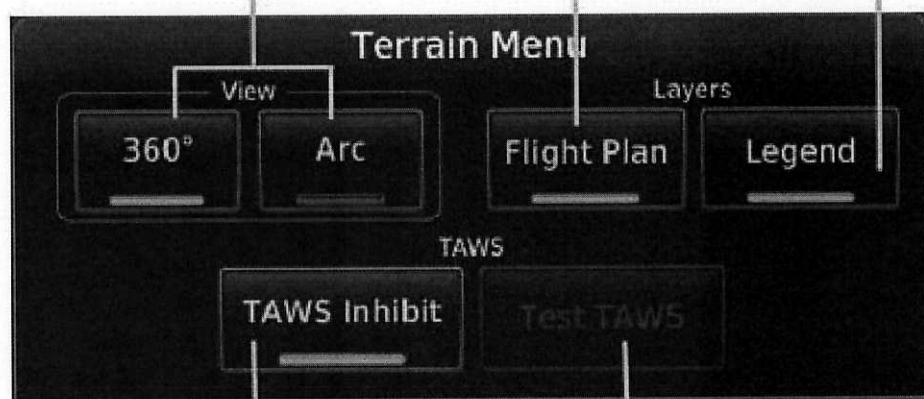 Terrain Menu
View
Layers
360°
Arc
Flight Plan
Legend
TAWS
TAWS Inhibit
Test TAWS